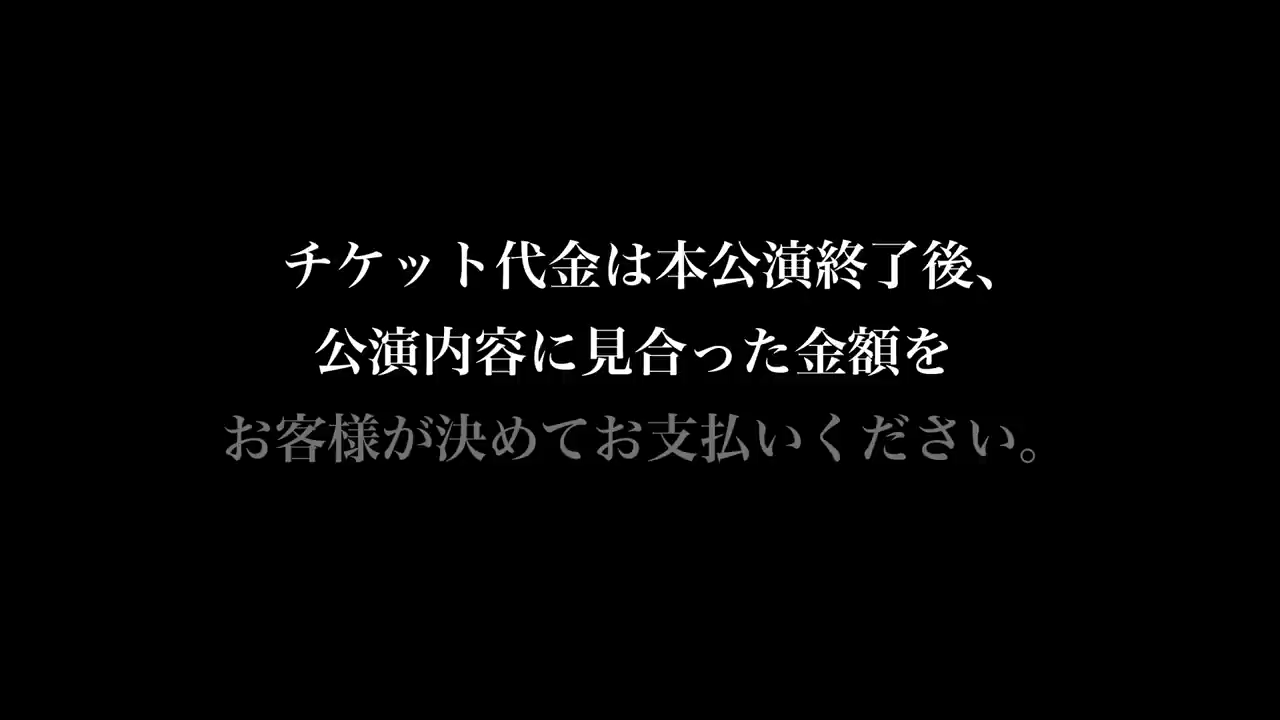 チケット代金は本公演終了後、
公演内容に見合った金額を
お客様が決めてお支払いください。